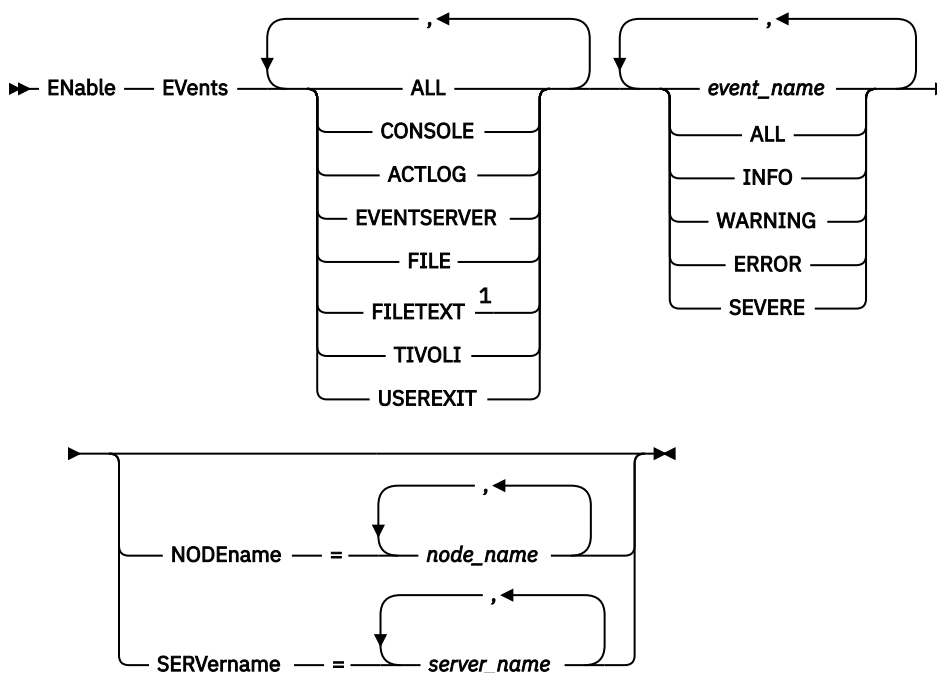 , ,
ENable EVents ALL event_name
CONSOLE ALL
ACTLOG INFO
EVENTSERVER WARNING
FILE ERROR
FILETEXT 1 SEVERE
TIVOLI
USEREXIT
,
NODEname = node_name
,
SERVername = server_name